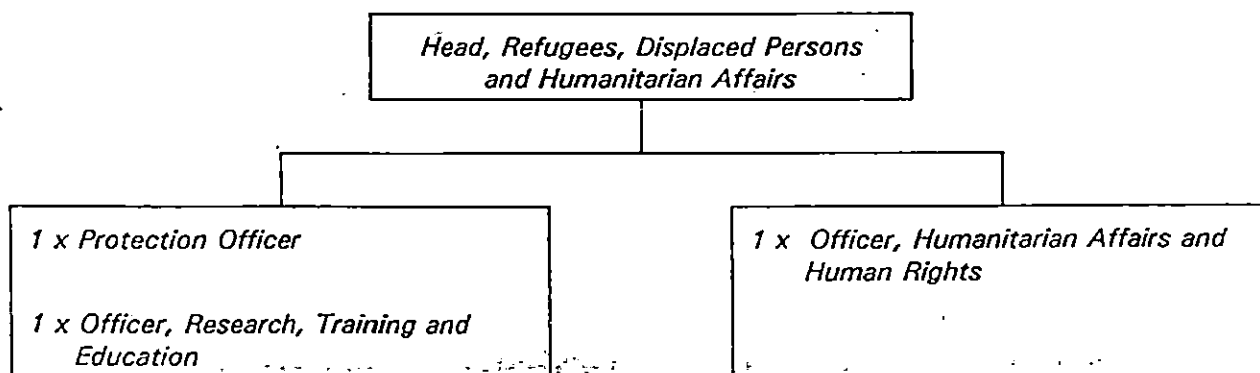 Head, Refugees, Displaced Persons
and Humanitarian Affairs
1 x Protection Officer
1 x Officer, Research, Training and
Education
1 x Officer, Humanitarian Affairs and
Human Rights